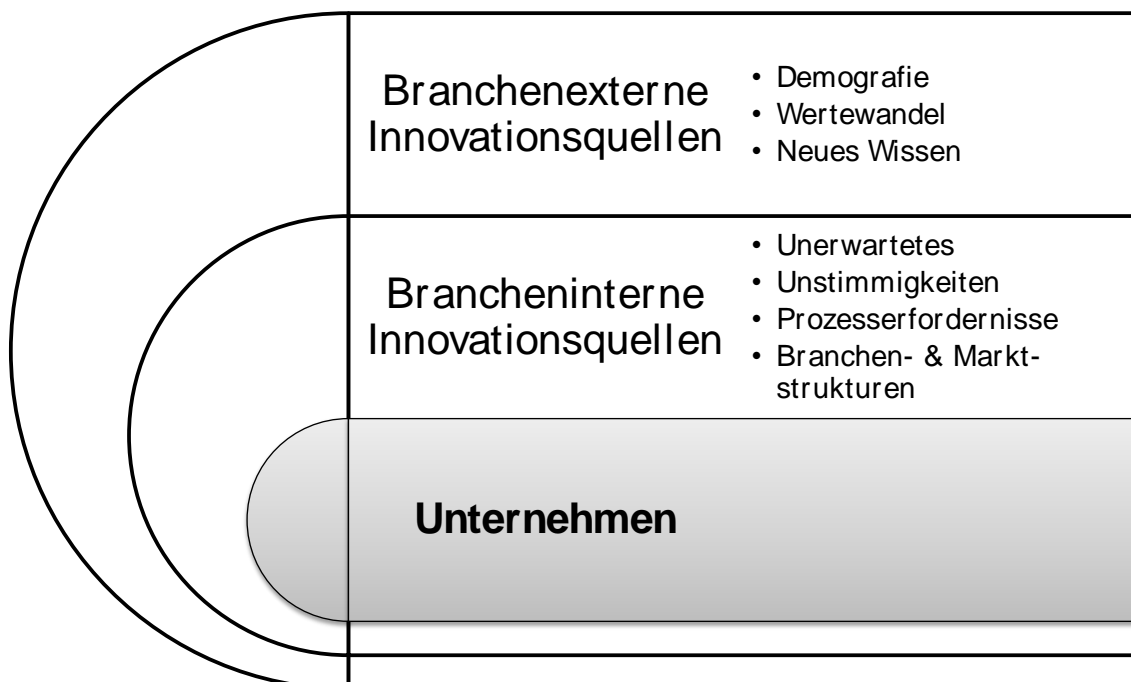 Branchenexterne
Innovationsquellen
• Demografie
• Wertewandel
• Neues Wissen
Brancheninterne
Innovationsquellen
• Unerwartetes
• Unstimmigkeiten
• Prozesserfordernisse
• Branchen- & Markt-
strukturen
Unternehmen